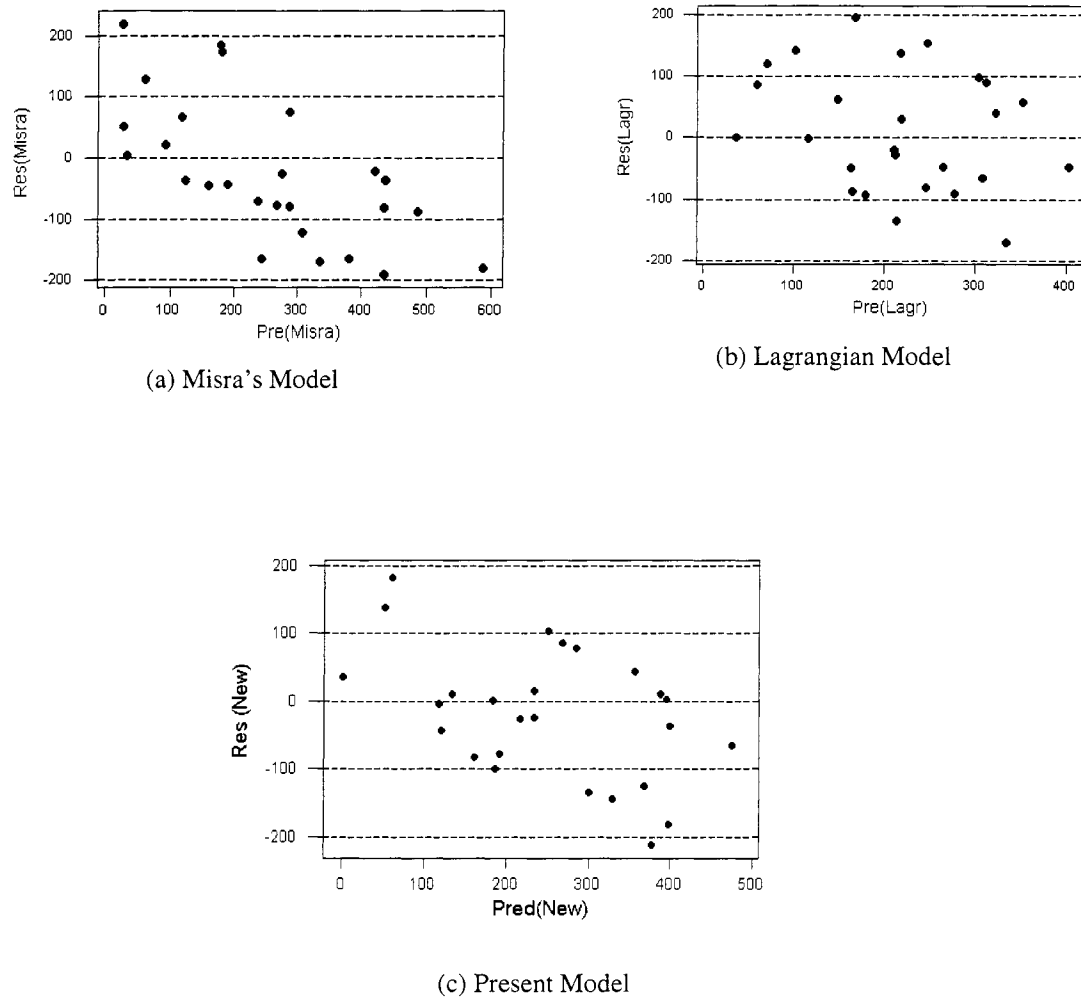 200
100
0
-100
-200
Res(Misra)
0 100 200 300 400 500 600
Pre(Misra)
(a) Misra's Model
200
100
0
-100
-200
Res(Lagr)
0 100 200 300 400
Pre(Lagr)
(b) Lagrangian Model
200
100
0
-100
-200
Res (New)
0 100 200 300 400 500
Pred(New)
(c) Present Model